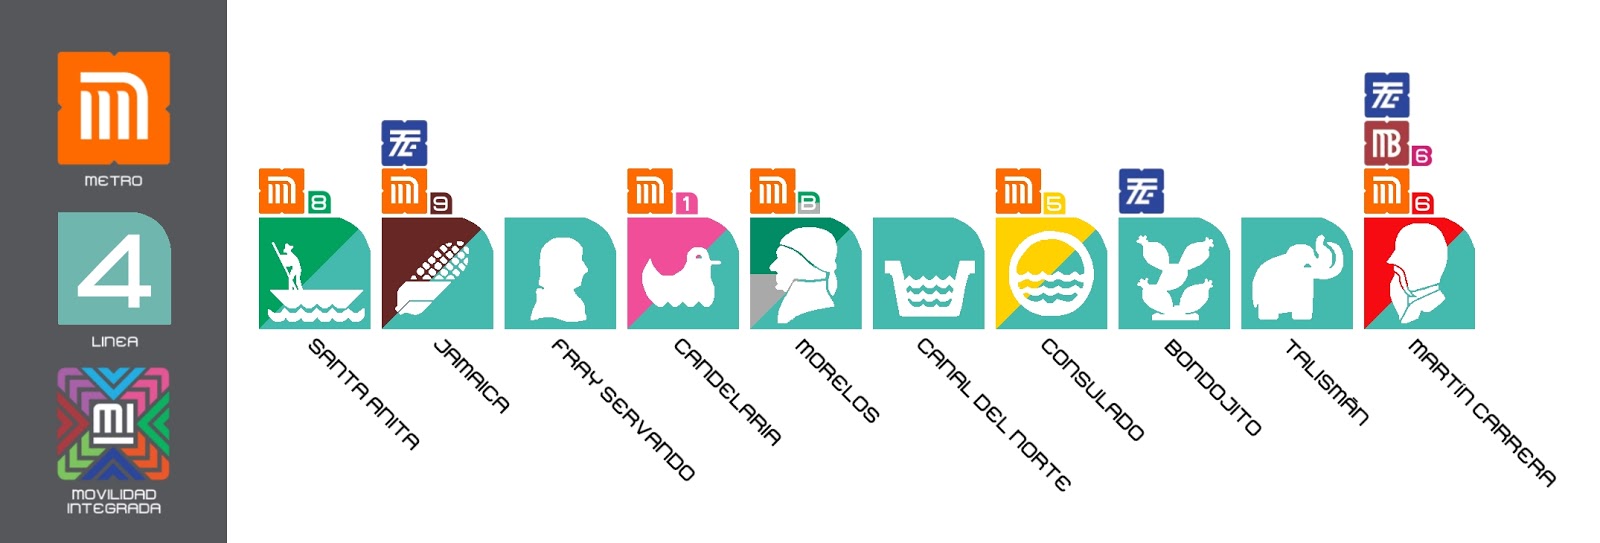 METRO
4
LINEA
MI
MOVILIDAD
INTEGRADA
8
SANTA ANITA
9
JAMAICA
FRAY SERVANDO
1
CANDELARIA
B
MORELOS
CANAL DEL NORTE
5
CONSULADO
BONDOJITO
TALISMÁN
MB 6
6
MARTÍN CARRERA